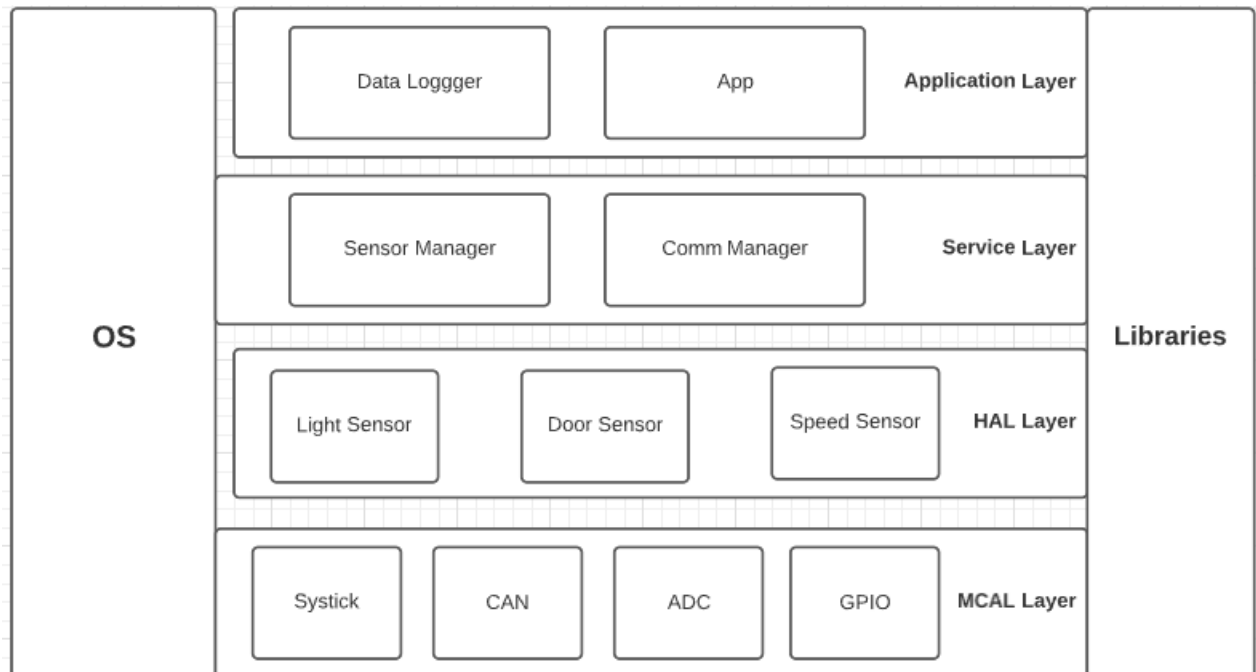 Data Loggger
App
Application Layer
Sensor Manager
Comm Manager
Service Layer
OS
Libraries
Light Sensor
Door Sensor
Speed Sensor
HAL Layer
Systick
CAN
ADC
GPIO
MCAL Layer